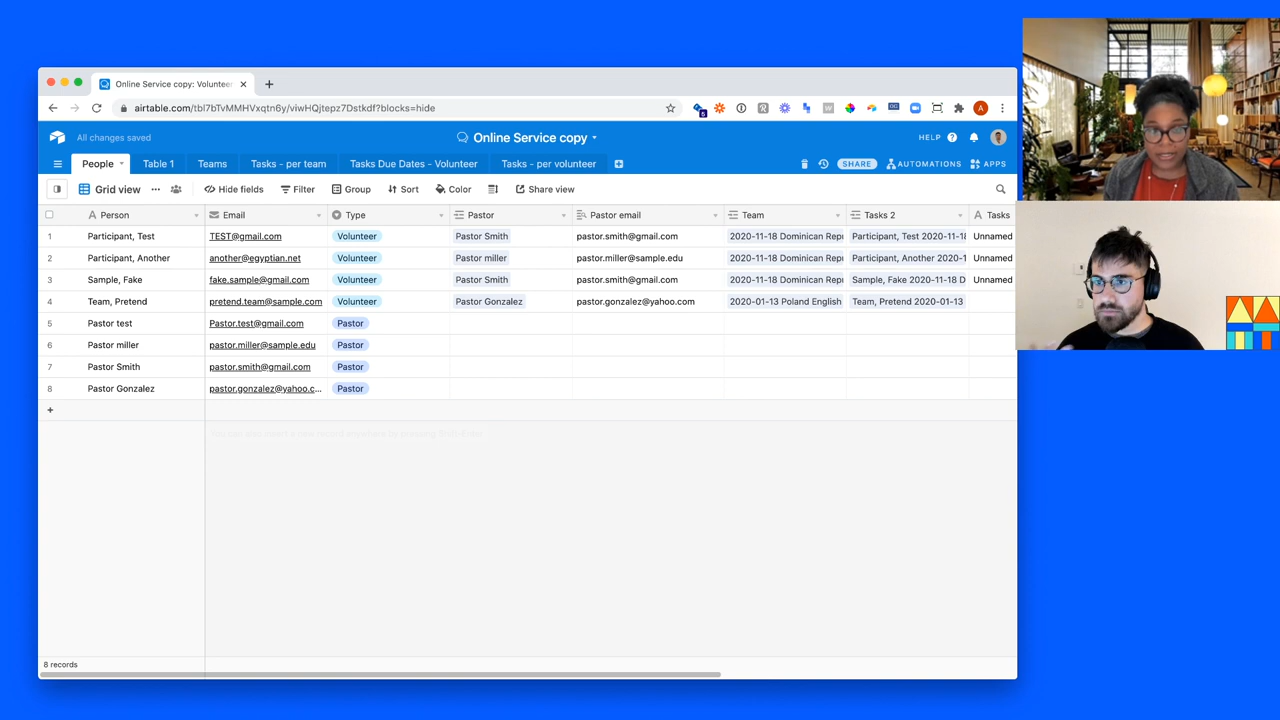 Online Service copy: Volunteer
airtable.com/tbl7bTvMMHVxqtn6y/viwHQjtepz7Dstkdf?blocks=hide
All changes saved
Online Service copy
HELP
People
Table 1
Teams
Tasks - per team
Tasks Due Dates - Volunteer
Tasks - per volunteer
SHARE
AUTOMATIONS
APPS
Grid view
Hide fields
Filter
Group
Sort
Color
Share view
Person Email Type Pastor Pastor email Team Tasks 2 Tasks
1 Participant, Test TEST@gmail.com Volunteer Pastor Smith pastor.smith@gmail.com 2020-11-18 Dominican Rep Participant, Test 2020-11-18 Unnamed
2 Participant, Another another@egyptian.net Volunteer Pastor miller pastor.miller@sample.edu 2020-11-18 Dominican Rep Participant, Another 2020-1 Unnamed
3 Sample, Fake fake.sample@gmail.com Volunteer Pastor Smith pastor.smith@gmail.com 2020-11-18 Dominican Rep Sample, Fake 2020-11-18 D Unnamed
4 Team, Pretend pretend.team@sample.com Volunteer Pastor Gonzalez pastor.gonzalez@yahoo.com 2020-01-13 Poland English Team, Pretend 2020-01-13
5 Pastor test Pastor.test@gmail.com Pastor
6 Pastor miller pastor.miller@sample.edu Pastor
7 Pastor Smith pastor.smith@gmail.com Pastor
8 Pastor Gonzalez pastor.gonzalez@yahoo.c... Pastor
8 records